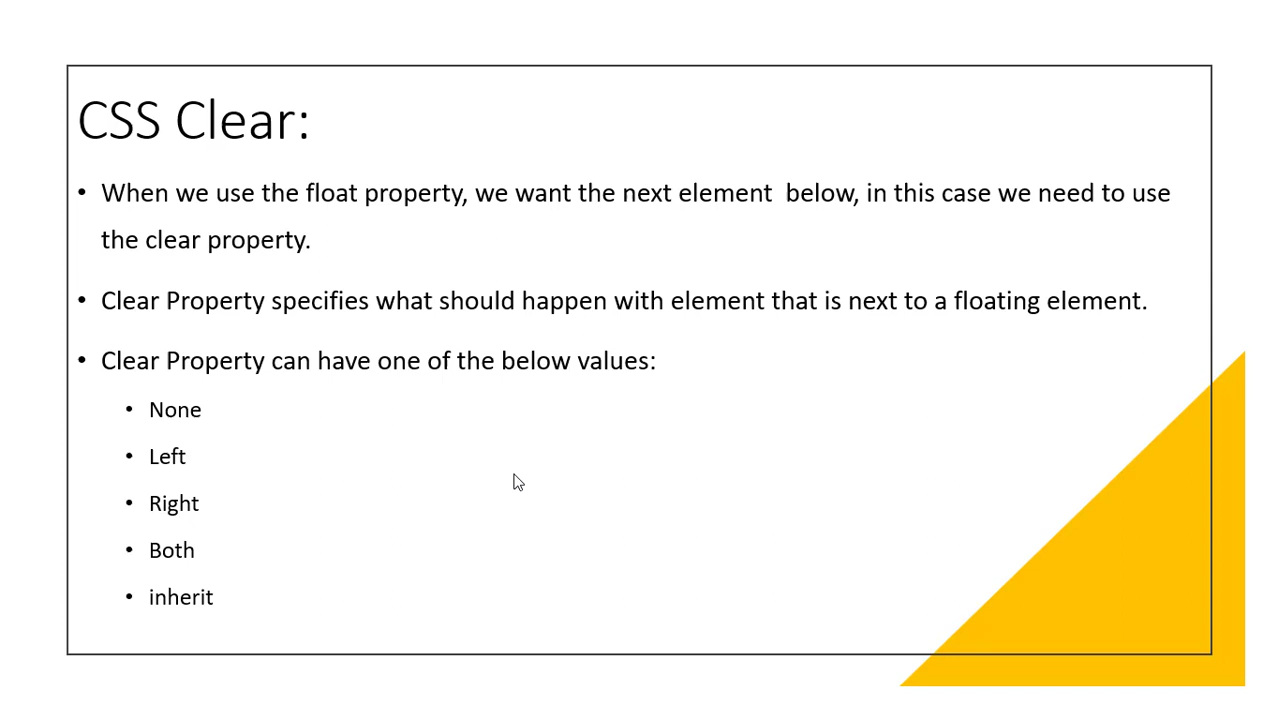 CSS Clear:
• When we use the float property, we want the next element  below, in this case we need to use
the clear property.
• Clear Property specifies what should happen with element that is next to a floating element.
• Clear Property can have one of the below values:
• None
• Left
• Right
• Both
• inherit